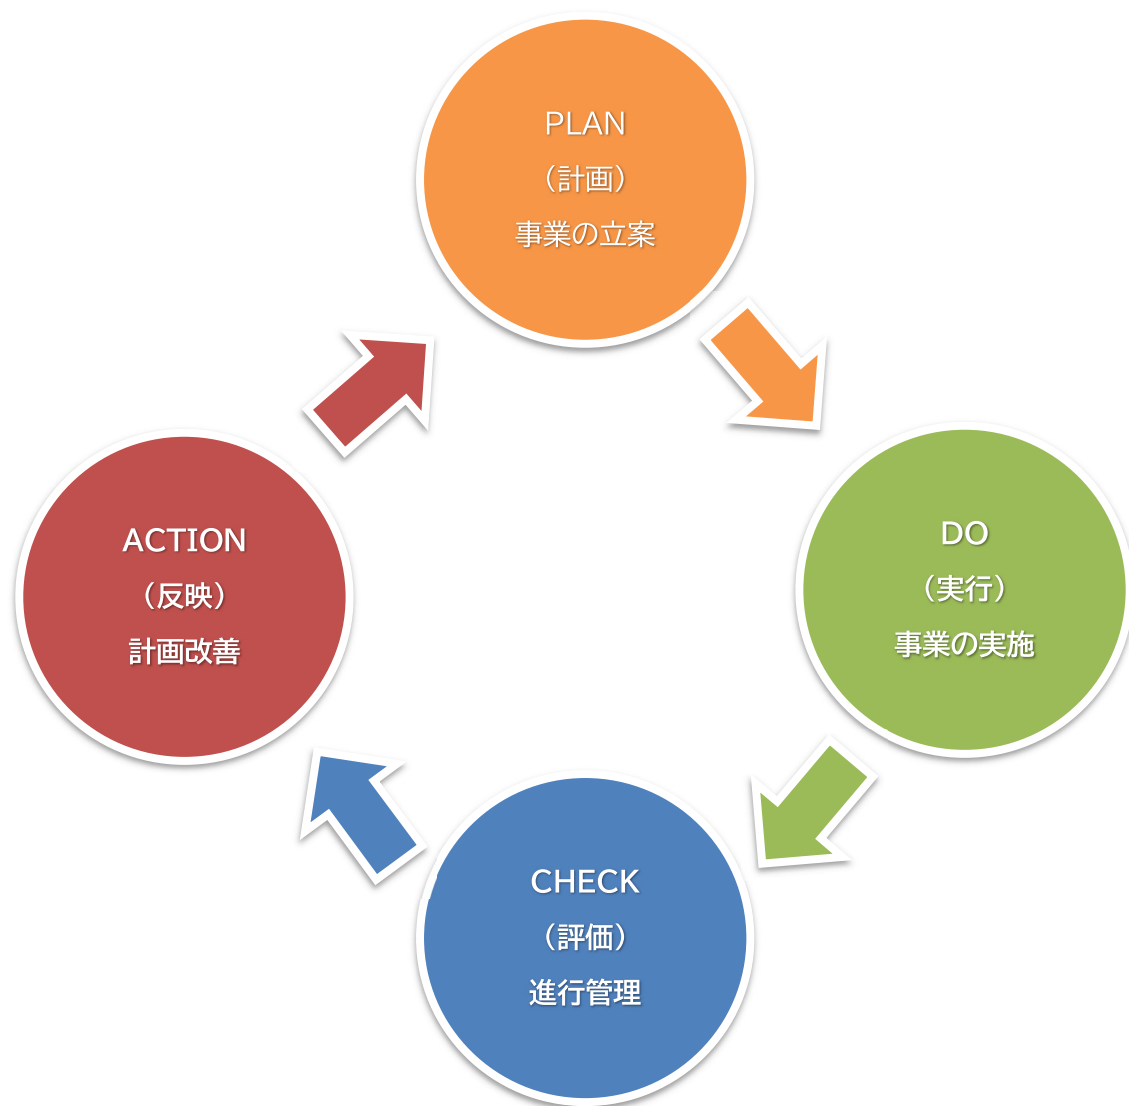 PLAN
（計画）
事業の立案
DO
（実行）
事業の実施
CHECK
（評価）
進行管理
ACTION
（反映）
計画改善